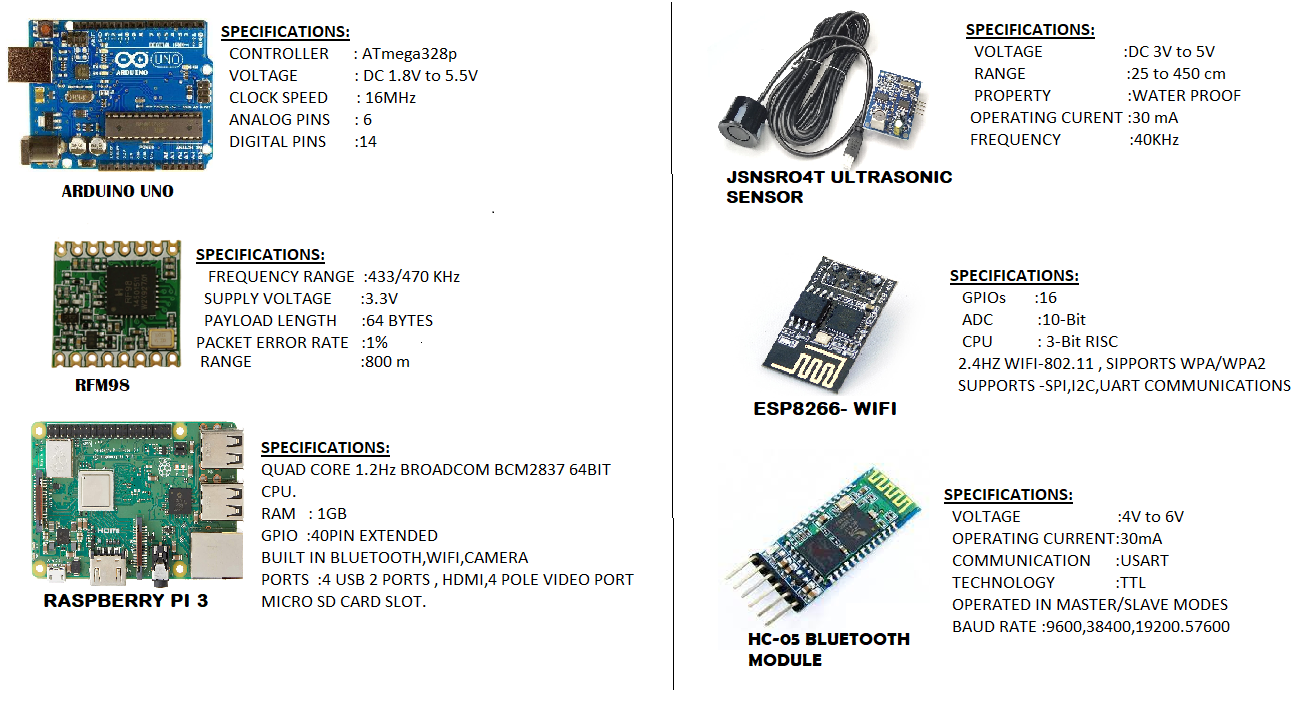 SPECIFICATIONS:
CONTROLLER : ATmega328p
VOLTAGE : DC 1.8V to 5.5V
CLOCK SPEED : 16MHz
ANALOG PINS : 6
DIGITAL PINS :14
ARDUINO UNO
SPECIFICATIONS:
FREQUENCY RANGE :433/470 KHz
SUPPLY VOLTAGE :3.3V
PAYLOAD LENGTH :64 BYTES
PACKET ERROR RATE :1%
RANGE :800 m
RFM98
SPECIFICATIONS:
QUAD CORE 1.2Hz BROADCOM BCM2837 64BIT
CPU.
RAM : 1GB
GPIO :40PIN EXTENDED
BUILT IN BLUETOOTH,WIFI,CAMERA
PORTS :4 USB 2 PORTS , HDMI,4 POLE VIDEO PORT
MICRO SD CARD SLOT.
RASPBERRY PI 3
SPECIFICATIONS:
VOLTAGE :DC 3V to 5V
RANGE :25 to 450 cm
PROPERTY :WATER PROOF
OPERATING CURENT :30 mA
FREQUENCY :40KHz
JSNSR04T ULTRASONIC
SENSOR
SPECIFICATIONS:
GPIOs :16
ADC :10-Bit
CPU : 3-Bit RISC
2.4HZ WIFI-802.11 , SIPPORTS WPA/WPA2
SUPPORTS -SPI,I2C,UART COMMUNICATIONS
ESP8266- WIFI
SPECIFICATIONS:
VOLTAGE :4V to 6V
OPERATING CURRENT:30mA
COMMUNICATION :USART
TECHNOLOGY :TTL
OPERATED IN MASTER/SLAVE MODES
BAUD RATE :9600,38400,19200.57600
HC-05 BLUETOOTH
MODULE
UNO
ARDUINO
HDMI